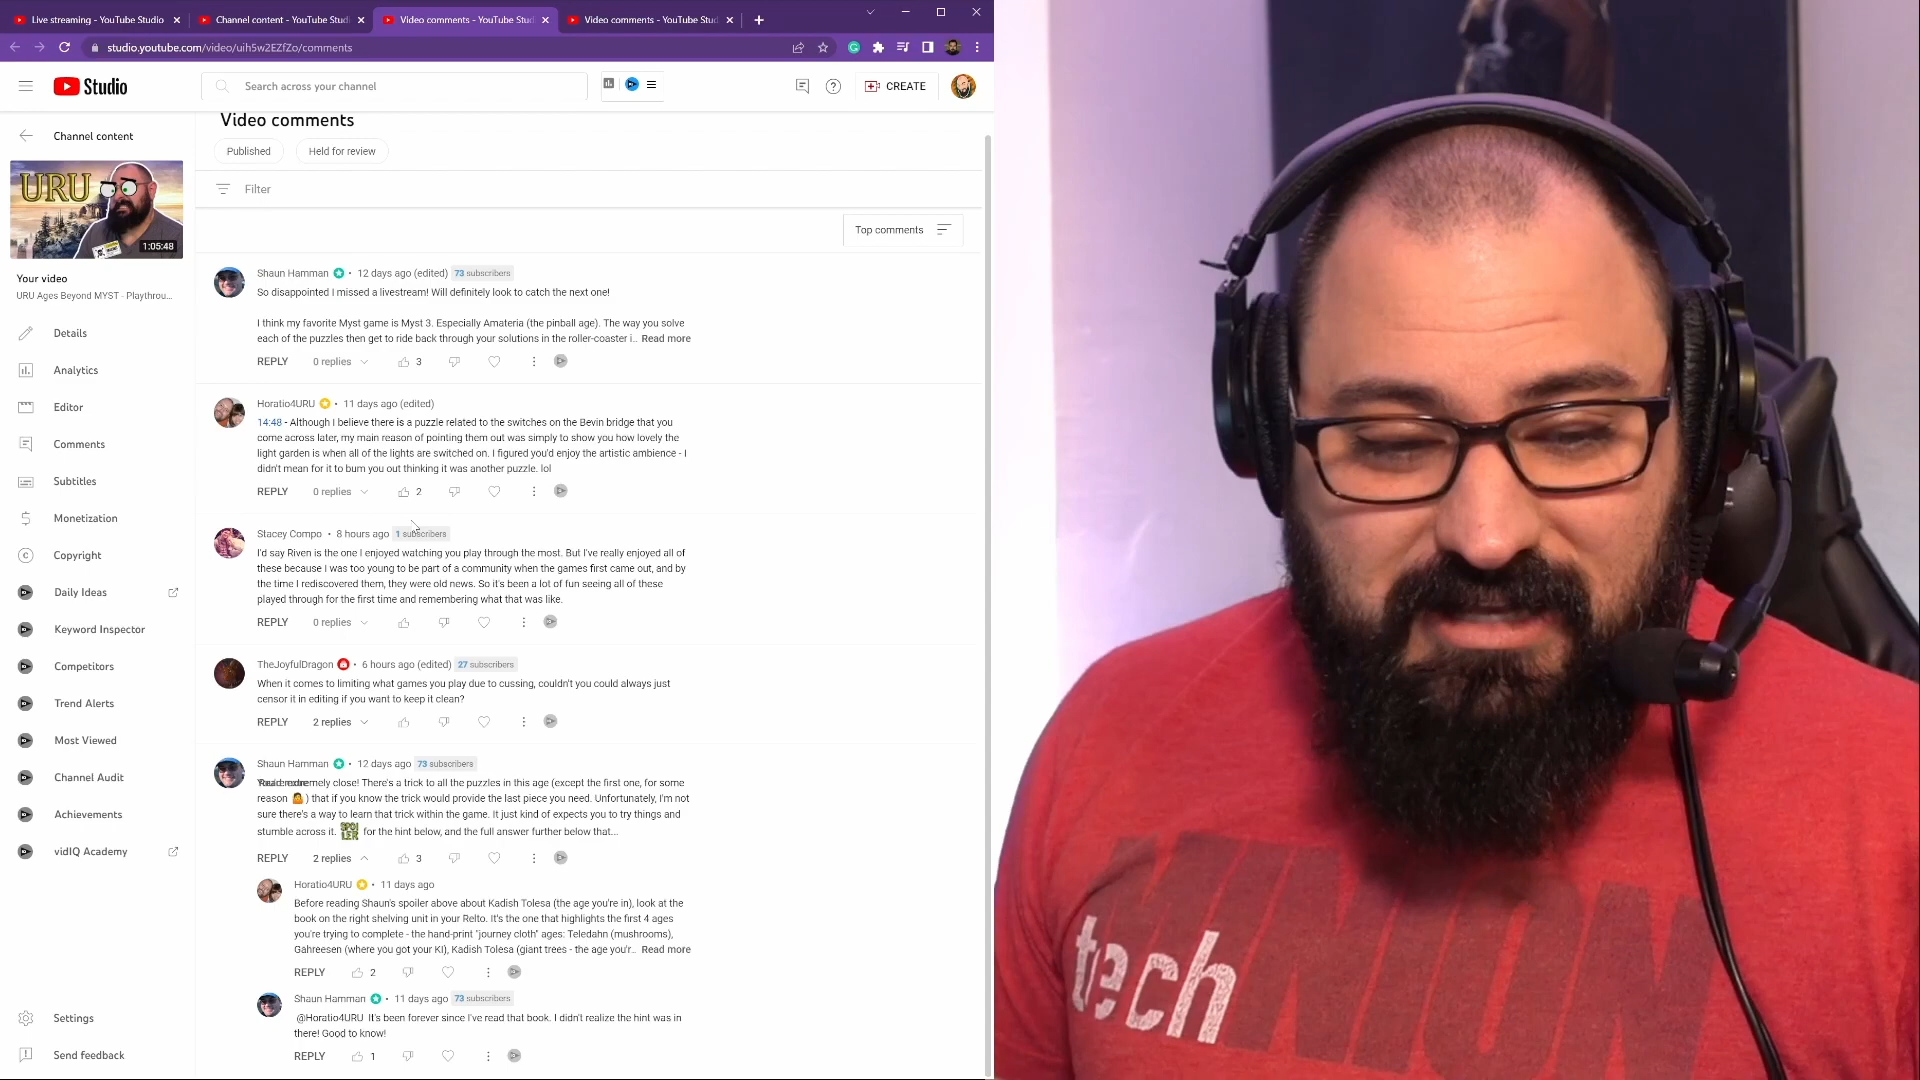 Live streaming - YouTube Studio
Channel content - YouTube Studi
Video comments - YouTube Stud
Video comments - YouTube Stud
studio.youtube.com/video/uih5w2EZfZo/comments
Studio
Search across your channel
CREATE
Channel content
URU
1:05:48
Your video
URU Ages Beyond MYST - Playthrou...
Details
Analytics
Editor
Comments
Subtitles
Monetization
Copyright
Daily Ideas
Keyword Inspector
Competitors
Trend Alerts
Most Viewed
Channel Audit
Achievements
vidIQ Academy
Settings
Send feedback
Video comments
Published
Held for review
Filter
Top comments
Shaun Hamman • 12 days ago (edited) 73 subscribers
So disappointed I missed a livestream! Will definitely look to catch the next one!
I think my favorite Myst game is Myst 3. Especially Amateria (the pinball age). The way you solve
each of the puzzles then get to ride back through your solutions in the roller-coaster i... Read more
REPLY 0 replies 3
Horatio4URU • 11 days ago (edited)
14:48 - Although I believe there is a puzzle related to the switches on the Bevin bridge that you
come across later, my main reason of pointing them out was simply to show you how lovely the
light garden is when all of the lights are switched on. I figured you'd enjoy the artistic ambience - I
didn't mean for it to bum you out thinking it was another puzzle. lol
REPLY 0 replies 2
Stacey Compo • 8 hours ago 1 subscribers
I'd say Riven is the one I enjoyed watching you play through the most. But I've really enjoyed all of
these because I was too young to be part of a community when the games first came out, and by
the time I rediscovered them, they were old news. So it's been a lot of fun seeing all of these
played through for the first time and remembering what that was like.
REPLY 0 replies
TheJoyfulDragon • 6 hours ago (edited) 27 subscribers
When it comes to limiting what games you play due to cussing, couldn't you could always just
censor it in editing if you want to keep it clean?
REPLY 2 replies
Shaun Hamman • 12 days ago 73 subscribers
extremely close! There's a trick to all the puzzles in this age (except the first one, for some
reason 🤷) that if you know the trick would provide the last piece you need. Unfortunately, I'm not
sure there's a way to learn that trick within the game. It just kind of expects you to try things and
stumble across it. SPOILER for the hint below, and the full answer further below that...
REPLY 2 replies 3
Horatio4URU • 11 days ago
Before reading Shaun's spoiler above about Kadish Tolesa (the age you're in), look at the
book on the right shelving unit in your Relto. It's the one that highlights the first 4 ages
you're trying to complete - the hand-print "journey cloth" ages: Teledahn (mushrooms),
Gahreesen (where you got your KI), Kadish Tolesa (giant trees - the age you'r... Read more
REPLY 2
Shaun Hamman • 11 days ago 73 subscribers
@Horatio4URU It's been forever since I've read that book. I didn't realize the hint was in
there! Good to know!
REPLY 1
tech
MINION